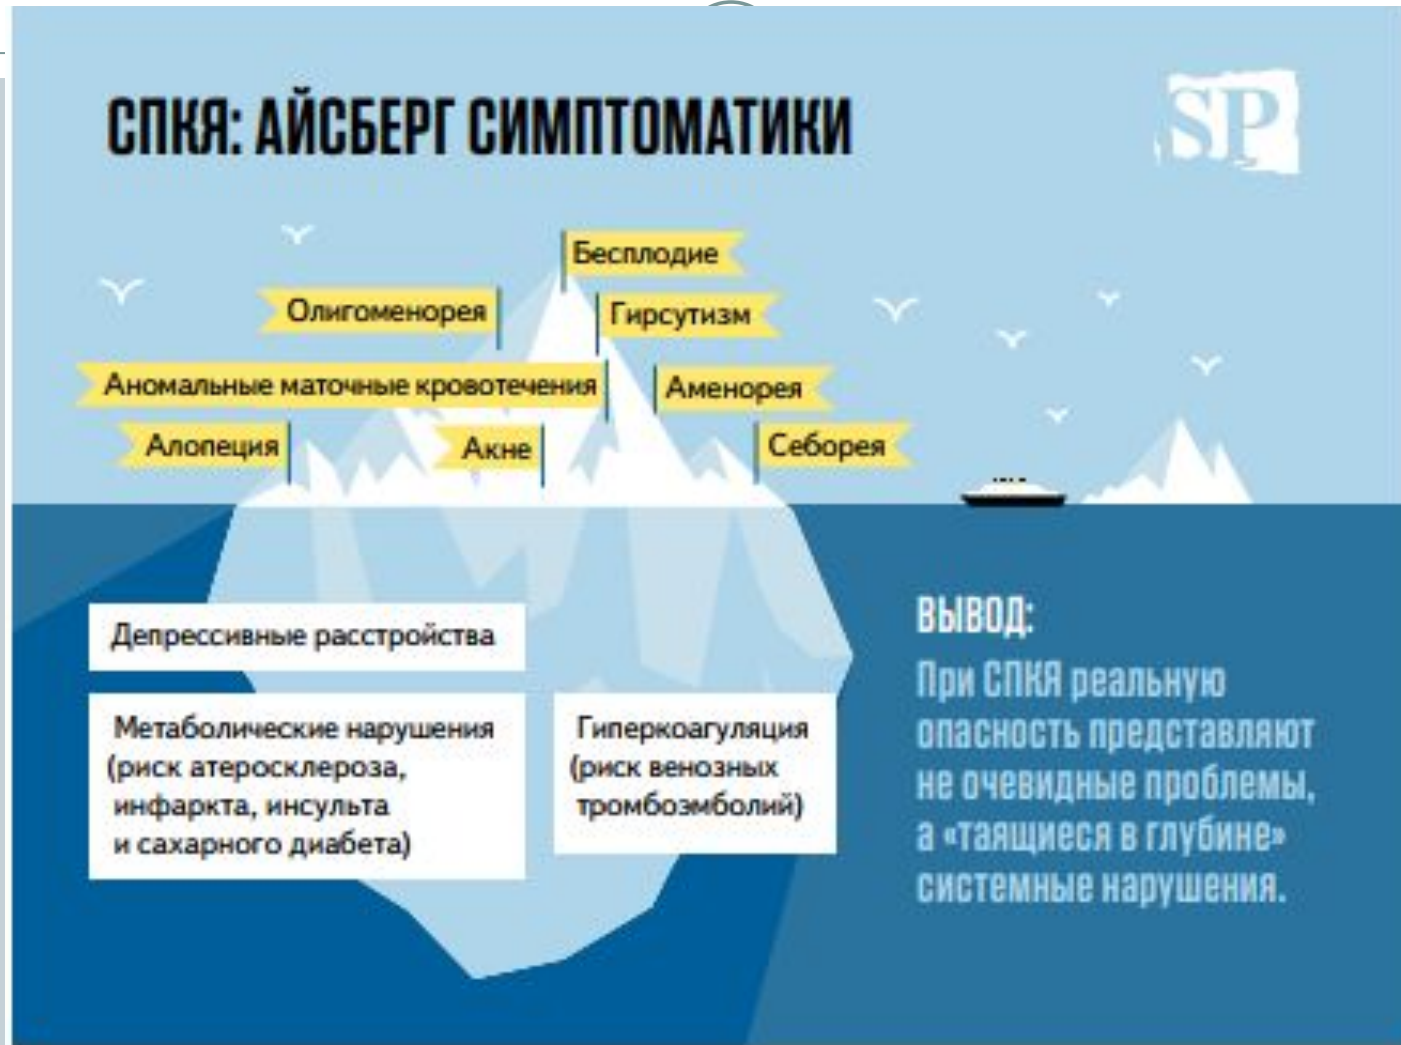 СПКЯ: АЙСБЕРГ СИМПТОМАТИКИ
SP
Бесплодие
Олигоменорея
Гирсутизм
Аномальные маточные кровотечения
Аменорея
Алопеция
Акне
Себорея
Депрессивные расстройства
Метаболические нарушения
(риск атеросклероза,
инфаркта, инсульта
и сахарного диабета)
Гиперкоагуляция
(риск венозных
тромбоэмболий)
ВЫВОД:
При СПКЯ реальную
опасность представляют
не очевидные проблемы,
а «таящиеся в глубине»
системные нарушения.